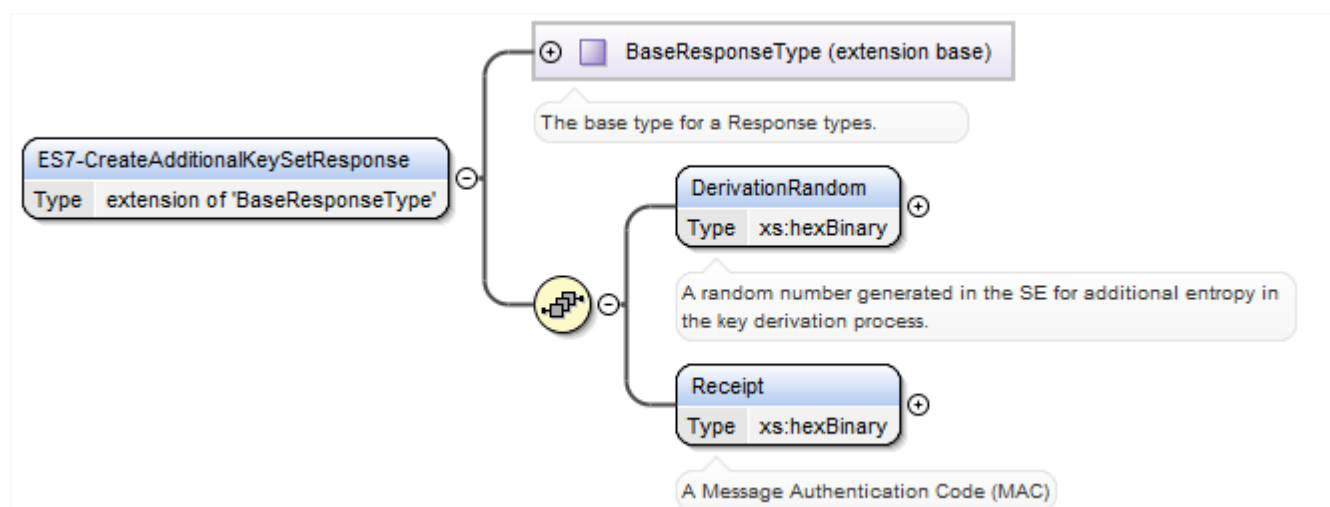 BaseResponseType (extension base)
The base type for a Response types.
ES7-CreateAdditionalKeySetResponse
Type extension of 'BaseResponseType'
DerivationRandom
Type xs:hexBinary
A random number generated in the SE for additional entropy in
the key derivation process.
Receipt
Type xs:hexBinary
A Message Authentication Code (MAC)